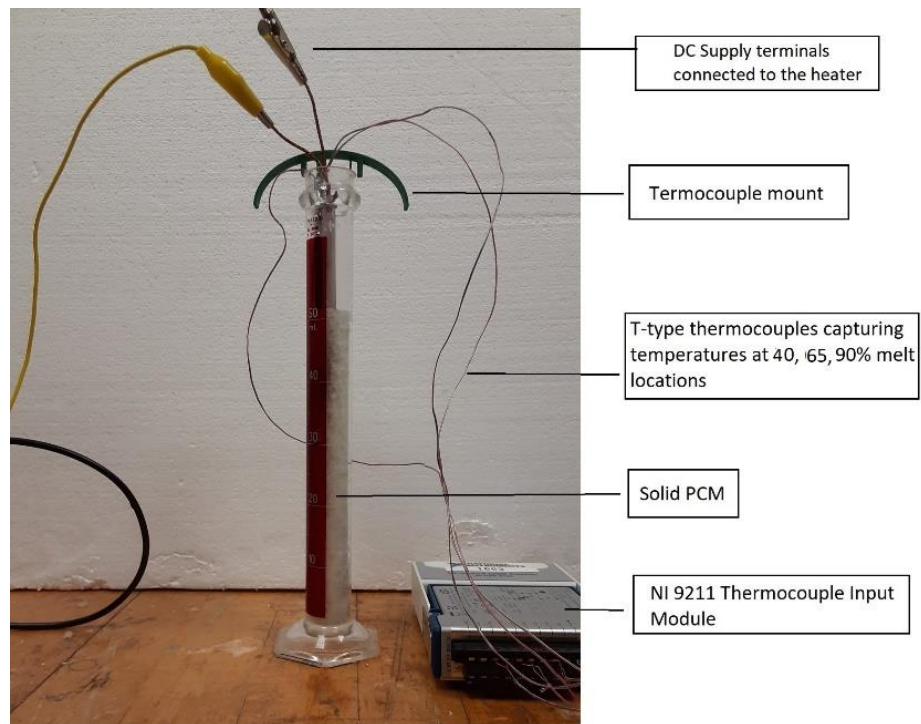 DC Supply terminals
connected to the heater
Termocouple mount
T-type thermocouples capturing
temperatures at 40, 65, 90% melt
locations
50
mL
40
30
20
10
Solid PCM
NI 9211 Thermocouple Input
Module